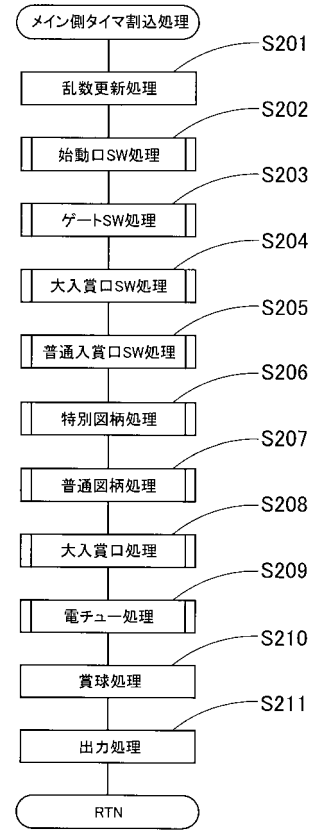 メイン側タイマ割込処理
S201
乱数更新処理
S202
始動口SW処理
S203
ゲートSW処理
S204
大入賞口SW処理
S205
普通入賞口SW処理
S206
特別図柄処理
S207
普通図柄処理
S208
大入賞口処理
S209
電チュー処理
S210
賞球処理
S211
出力処理
RTN